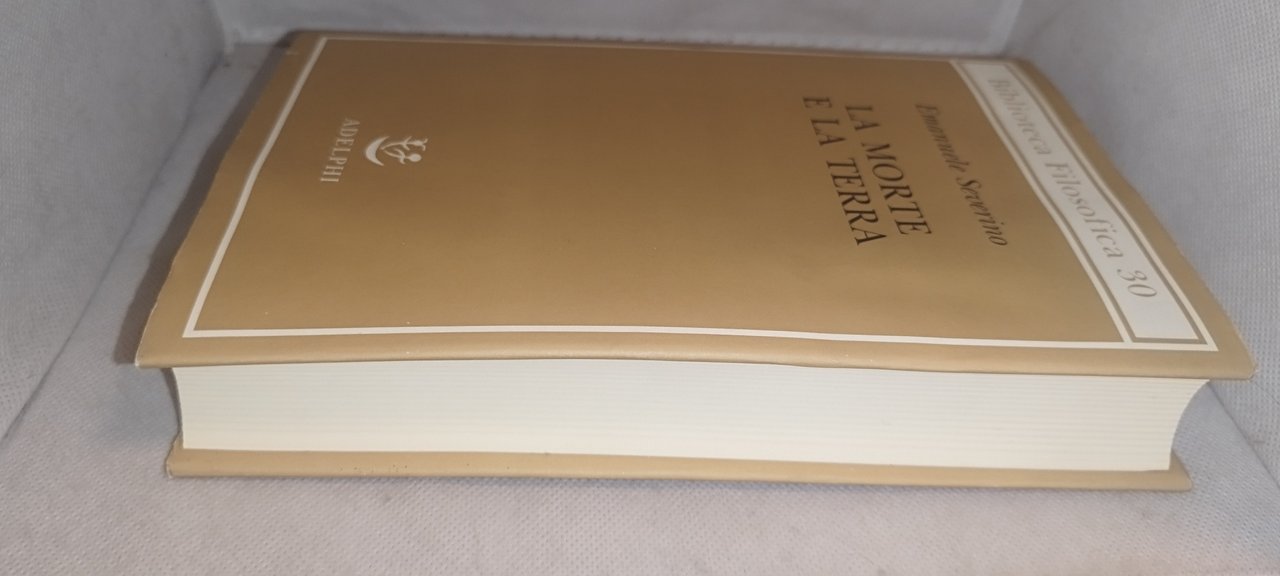 Biblioteca Filosofica 30
Emanuele Severino
LA MORTE
E LA TERRA
ADELPHI